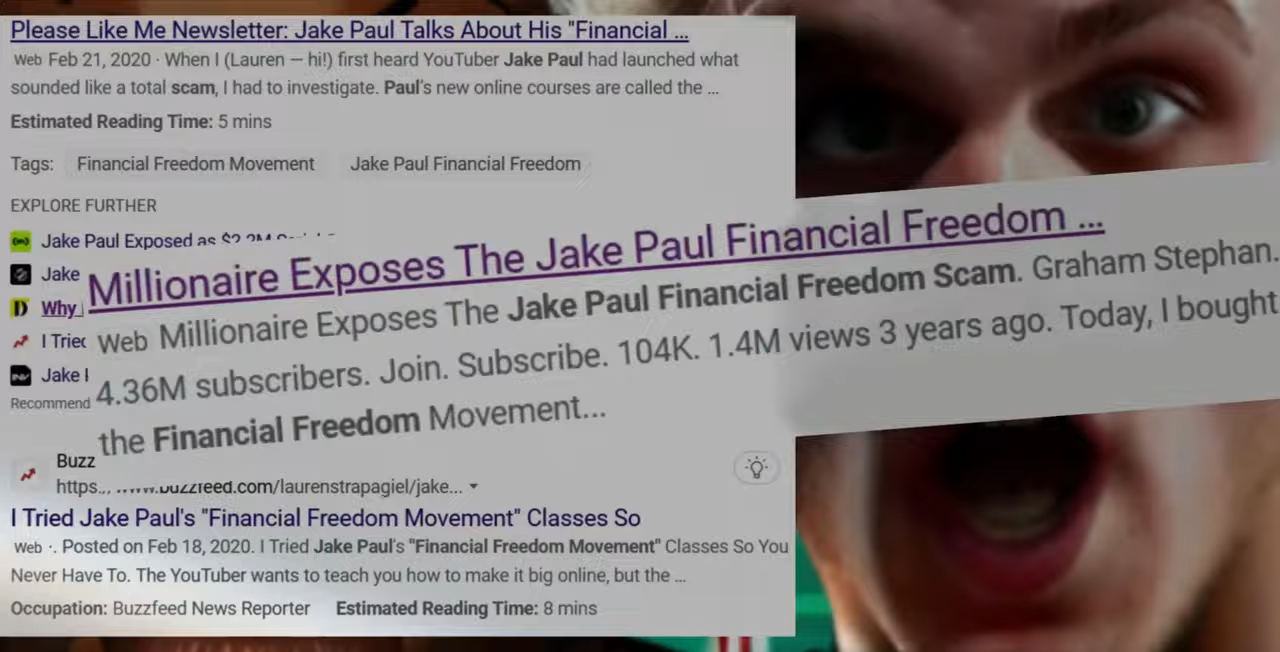 Please Like Me Newsletter: Jake Paul Talks About His "Financial ...
Web Feb 21, 2020 · When I (Lauren — hi!) first heard YouTuber Jake Paul had launched what
sounded like a total scam, I had to investigate. Paul's new online courses are called the ...
Estimated Reading Time: 5 mins
Tags: Financial Freedom Movement Jake Paul Financial Freedom
EXPLORE FURTHER
Jake Paul Exposed as $2.2M
Jake
Why
I Tried
Jake
Recommend
Millionaire Exposes The Jake Paul Financial Freedom ...
Web Millionaire Exposes The Jake Paul Financial Freedom Scam. Graham Stephan.
4.36M subscribers. Join. Subscribe. 104K. 1.4M views 3 years ago. Today, I bought
the Financial Freedom Movement...
Buzz
https... www.buzzfeed.com/laurenstrapagiel/jake...
I Tried Jake Paul's "Financial Freedom Movement" Classes So
Web ·. Posted on Feb 18, 2020. I Tried Jake Paul's "Financial Freedom Movement" Classes So You
Never Have To. The YouTuber wants to teach you how to make it big online, but the ...
Occupation: Buzzfeed News Reporter Estimated Reading Time: 8 mins